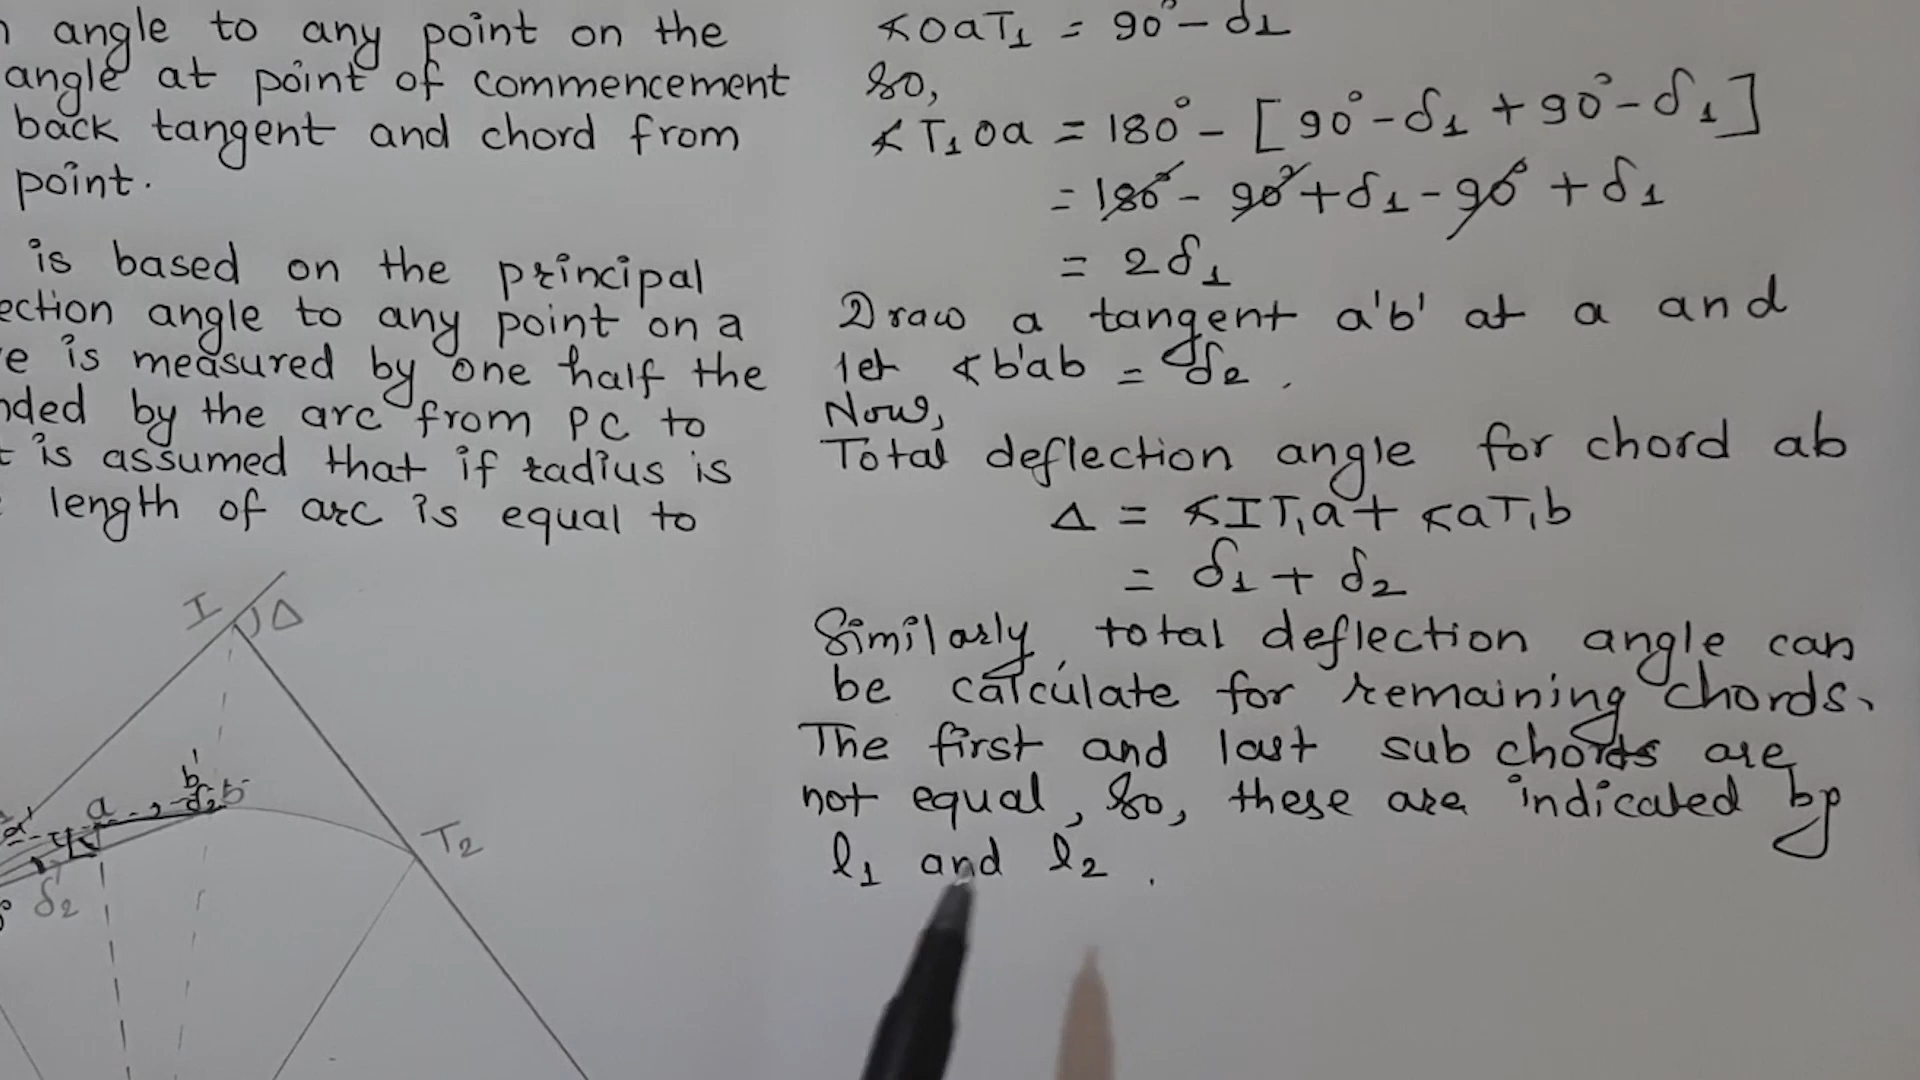 angle to any point on the
angle at point of commencement
back tangent and chord from
point.
is based on the principal
ection angle to any point on a
is measured by one half the
nded by the arc from PC to
is assumed that if radius is
length of arc is equal to
I Δ
a b' b
δ2
a'
T2
δ2
∢OaT1 = 90° - d1
so,
∢T1Oa = 180° - [90° - δ1 + 90° - δ1]
= 180° - 90° + δ1 - 90° + δ1
= 2δ1
Draw a tangent a'b' at a and
let ∢b'ab = δ2.
Now,
Total deflection angle for chord ab
Δ = ∢IT1a + ∢aT1b
= δ1 + δ2
Similarly, total deflection angle can
be calculate for remaining chords.
The first and last sub chords are
not equal, so, these are indicated by
l1 and l2.